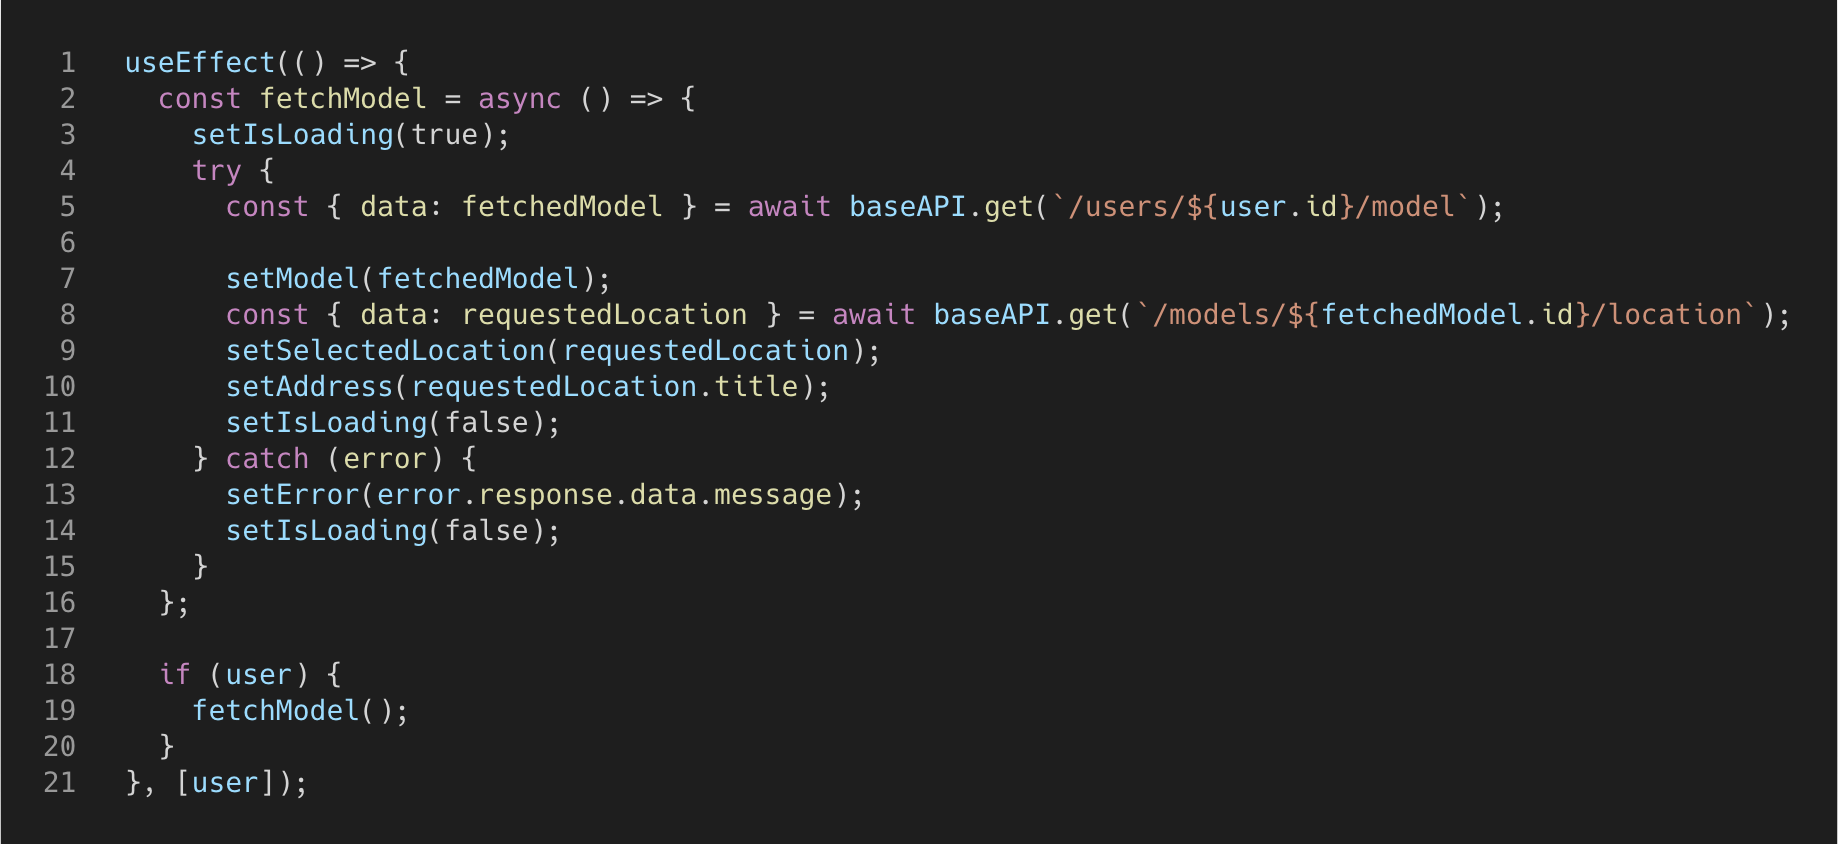 1 useEffect(() => {
2 const fetchModel = async () => {
3 setIsLoading(true);
4 try {
5 const { data: fetchedModel } = await baseAPI.get(`/users/${user.id}/model`);
6
7 setModel(fetchedModel);
8 const { data: requestedLocation } = await baseAPI.get(`/models/${fetchedModel.id}/location`);
9 setSelectedLocation(requestedLocation);
10 setAddress(requestedLocation.title);
11 setIsLoading(false);
12 } catch (error) {
13 setError(error.response.data.message);
14 setIsLoading(false);
15 }
16 };
17
18 if (user) {
19 fetchModel();
20 }
21 }, [user]);